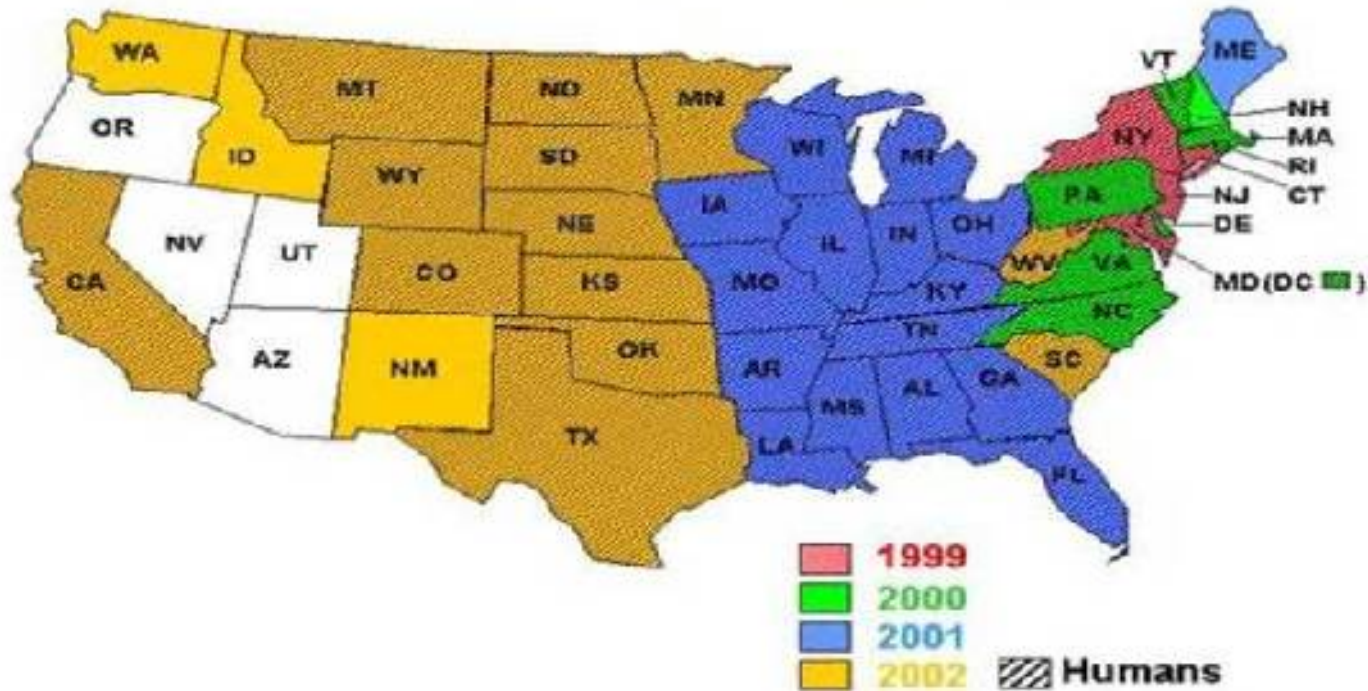 WA
MT
ND
MN
VT
ME
OR
ID
SD
WI
MI
NY
NH
MA
WY
RI
IA
PA
NJ
CT
NE
NV
UT
IL
IN
OH
DE
CA
CO
KS
MO
WV
VA
MD (DC )
KY
NC
AZ
NM
OK
TN
AR
SC
MS
AL
GA
TX
LA
FL
1999
2000
2001
2002
Humans